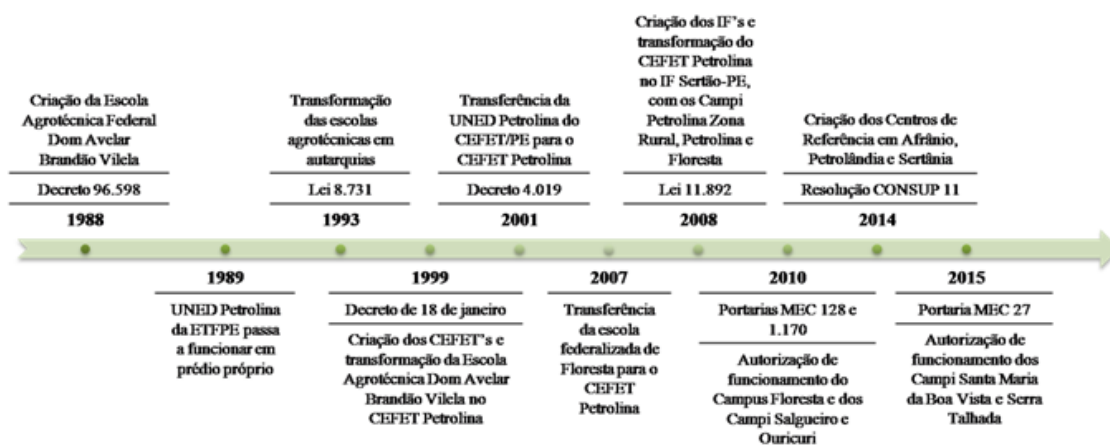 Criação da Escola
Agrotécnica Federal
Dom Avelar
Brandão Vilela
Decreto 96.598
1988
Transformação
das escolas
agrotécnicas em
autarquias
Lei 8.731
1993
Transferência da
UNED Petrolina do
CEFET/PE para o
CEFET Petrolina
Decreto 4.019
2001
Criação dos IF's e
transformação do
CEFET Petrolina
no IF Sertão-PE,
com os Campi
Petrolina Zona
Rural, Petrolina e
Floresta
Lei 11.892
2008
Criação dos Centros de
Referência em Afrânio,
Petrolândia e Sertânia
Resolução CONSUP 11
2014
1989
UNED Petrolina
da ETFPE passa
a funcionar em
prédio próprio
1999
Decreto de 18 de janeiro
Criação dos CEFET's e
transformação da Escola
Agrotécnica Dom Avelar
Brandão Vilela no
CEFET Petrolina
2007
Transferência
da escola
federalizada de
Floresta para o
CEFET
Petrolina
2010
Portarias MEC 128 e
1.170
Autorização de
funcionamento do
Campus Floresta e dos
Campi Salgueiro e
Ouricuri
2015
Portaria MEC 27
Autorização de
funcionamento dos
Campi Santa Maria
da Boa Vista e Serra
Talhada